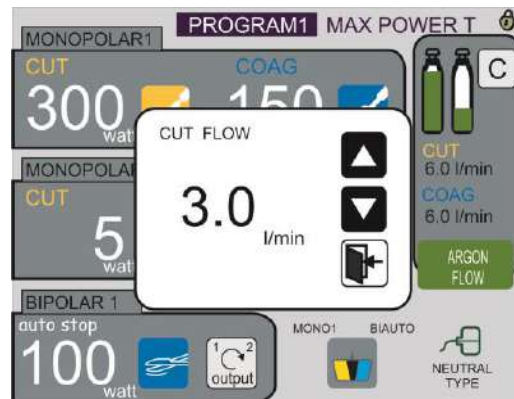 PROGRAM1 MAX POWER T
MONOPOLAR1
CUT
300
watt
COAG
150
C
CUT
6.0 l/min
COAG
6.0 l/min
ARGON
FLOW
CUT FLOW
3.0
l/min
MONOPOLA
CUT
5
watt
BIPOLAR 1
auto stop
100
watt
1 2
output
MONO1 BIAUTO
NEUTRAL
TYPE